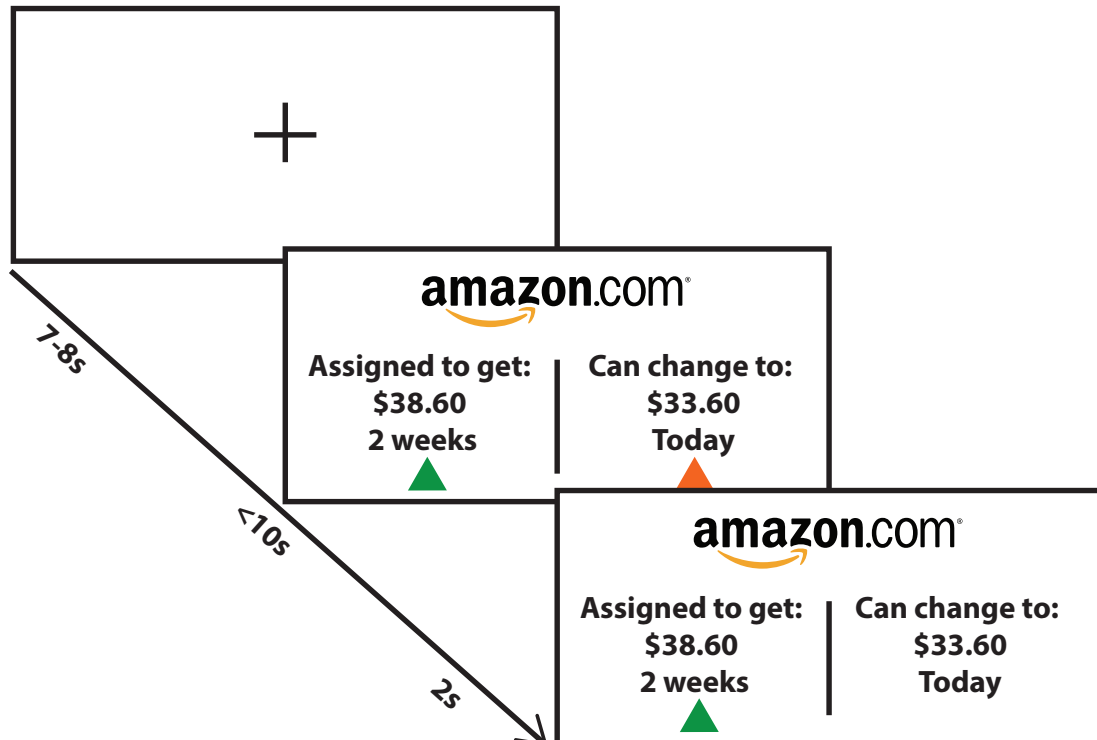 7-8s
amazon.com®
Assigned to get:
$38.60
2 weeks
Can change to:
$33.60
Today
<10s
amazon.com®
Assigned to get:
$38.60
2 weeks
Can change to:
$33.60
Today
2s